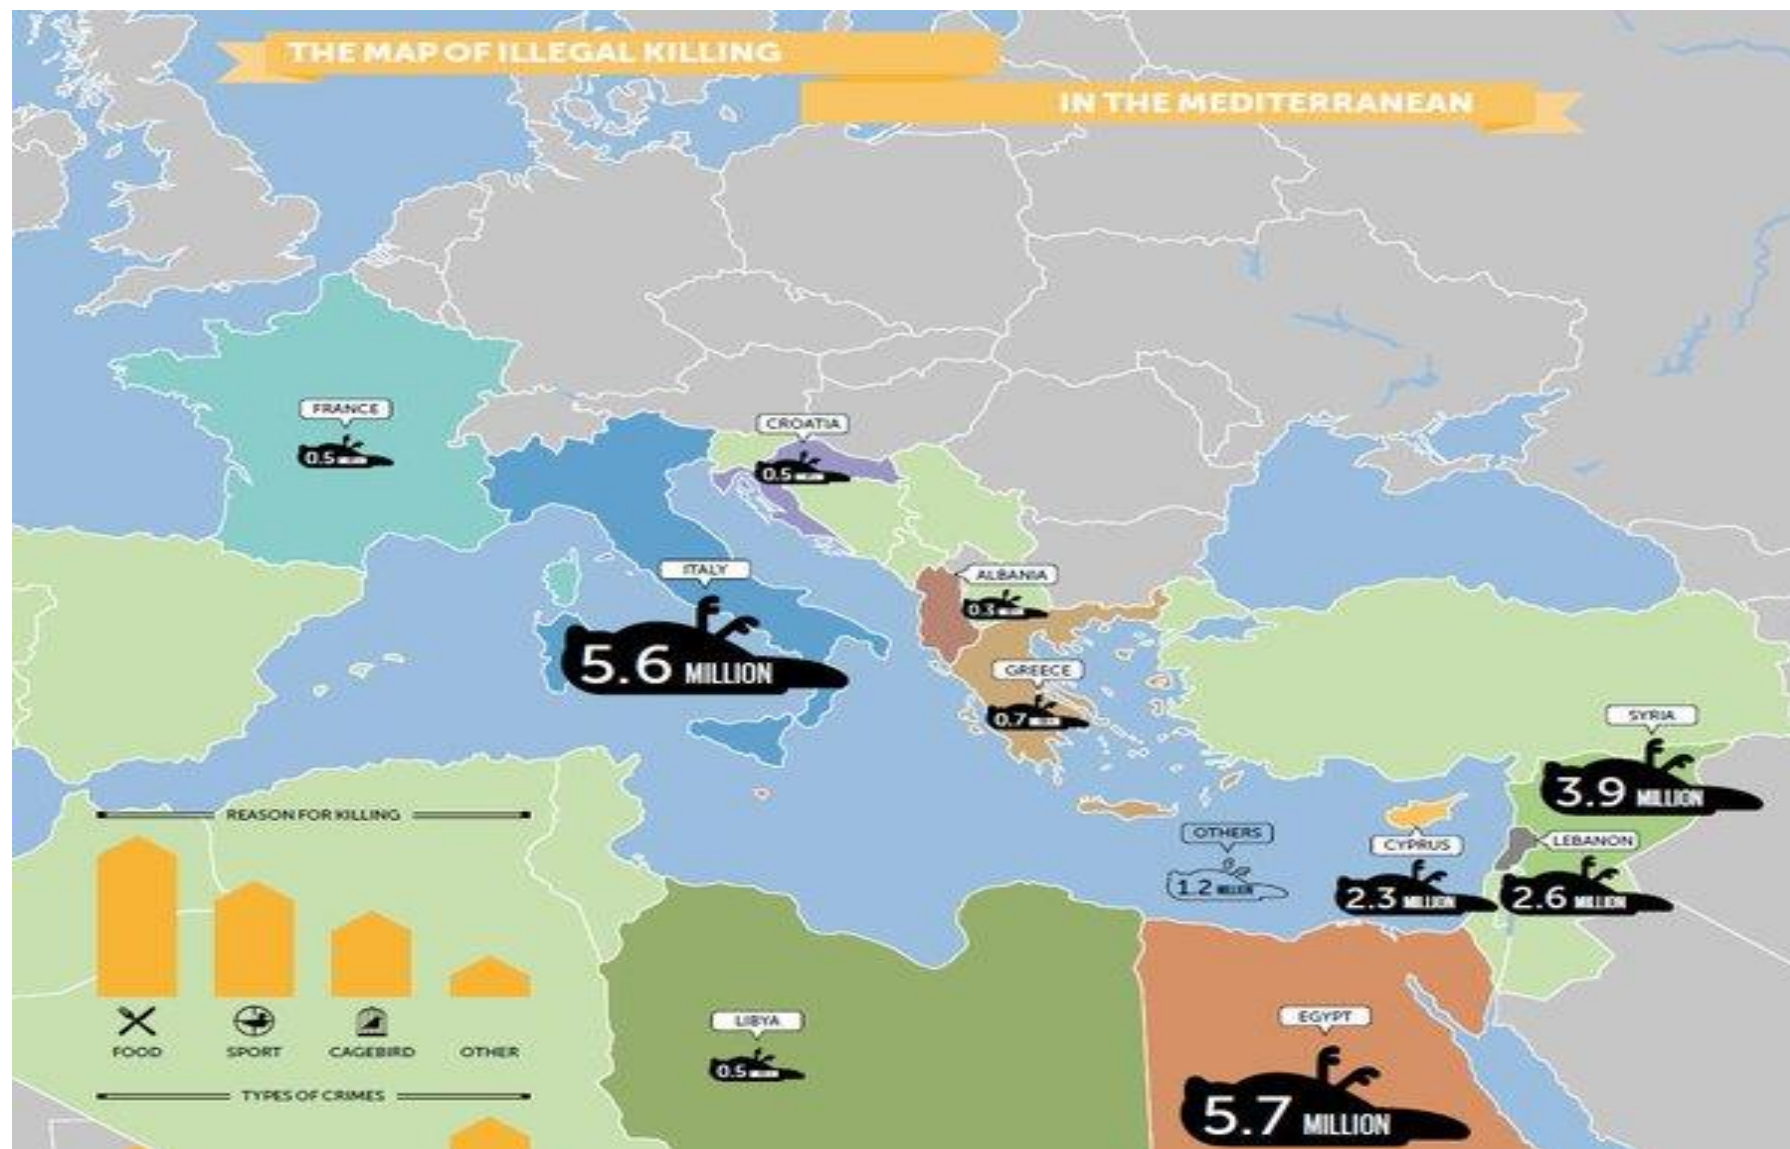 THE MAP OF ILLEGAL KILLING
IN THE MEDITERRANEAN
FRANCE
0.5
CROATIA
0.5
ITALY
5.6 MILLION
ALBANIA
0.3
GREECE
0.7
SYRIA
3.9 MILLION
OTHERS
1.2 MILLION
CYPRUS
2.3 MILLION
LEBANON
2.6 MILLION
LIBYA
0.5
EGYPT
5.7 MILLION
REASON FOR KILLING
FOOD SPORT CAGEBIRD OTHER
TYPES OF CRIMES